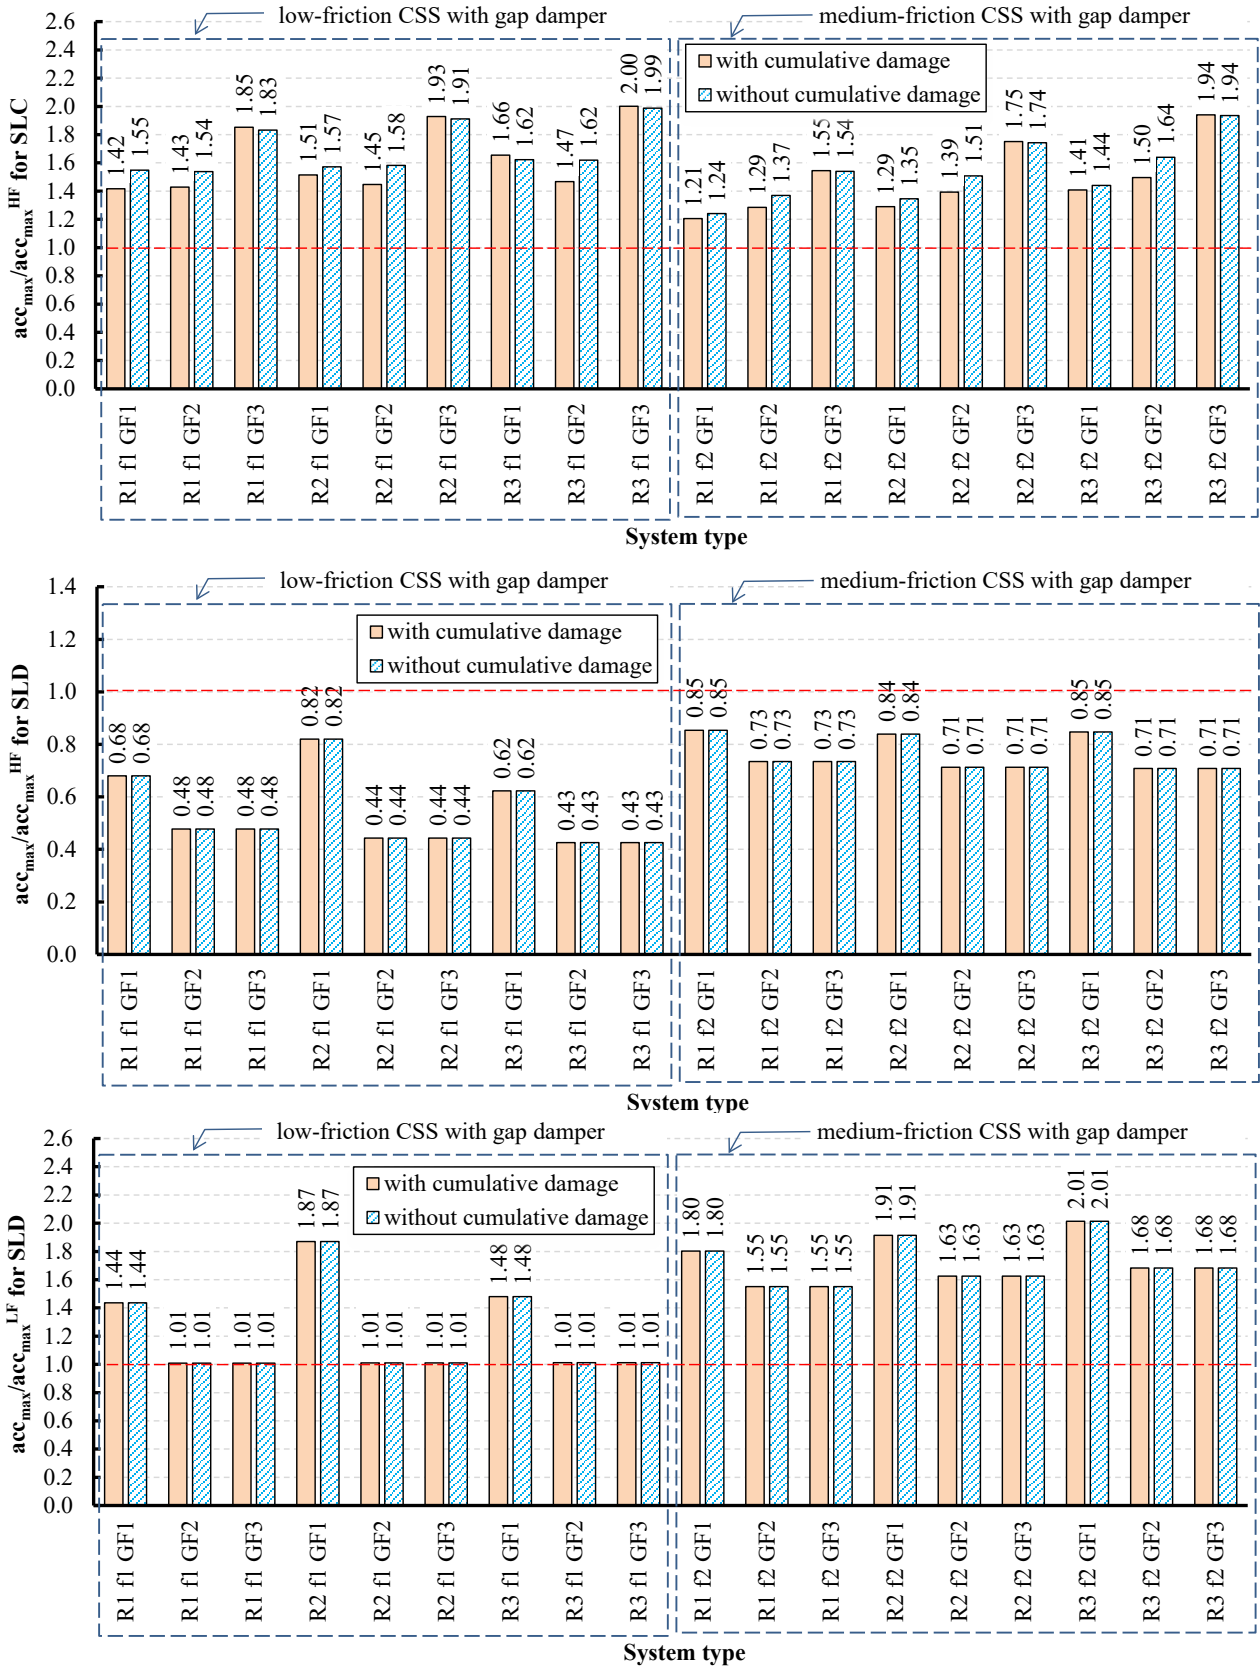 low-friction CSS with gap damper
medium-friction CSS with gap damper
with cumulative damage
without cumulative damage
acc_max/acc_max^HF for SLC
2.6
2.4
2.2
2.0
1.8
1.6
1.4
1.2
1.0
0.8
0.6
0.4
0.2
0.0
1.42 1.55 1.43 1.54 1.85 1.83 1.51 1.57 1.45 1.58 1.93 1.91 1.66 1.62 1.47 1.62 2.00 1.99
1.21 1.24 1.29 1.37 1.55 1.54 1.29 1.35 1.39 1.51 1.75 1.74 1.41 1.44 1.50 1.64 1.94 1.94
R1 f1 GF1
R1 f1 GF2
R1 f1 GF3
R2 f1 GF1
R2 f1 GF2
R2 f1 GF3
R3 f1 GF1
R3 f1 GF2
R3 f1 GF3
R1 f2 GF1
R1 f2 GF2
R1 f2 GF3
R2 f2 GF1
R2 f2 GF2
R2 f2 GF3
R3 f2 GF1
R3 f2 GF2
R3 f2 GF3
System type
low-friction CSS with gap damper
medium-friction CSS with gap damper
with cumulative damage
without cumulative damage
acc_max/acc_max^HF for SLD
1.4
1.2
1.0
0.8
0.6
0.4
0.2
0.0
0.68 0.68 0.48 0.48 0.48 0.48 0.82 0.82 0.44 0.44 0.44 0.44 0.62 0.62 0.43 0.43 0.43 0.43
0.85 0.85 0.73 0.73 0.73 0.73 0.84 0.84 0.71 0.71 0.71 0.71 0.85 0.85 0.71 0.71 0.71 0.71
R1 f1 GF1
R1 f1 GF2
R1 f1 GF3
R2 f1 GF1
R2 f1 GF2
R2 f1 GF3
R3 f1 GF1
R3 f1 GF2
R3 f1 GF3
R1 f2 GF1
R1 f2 GF2
R1 f2 GF3
R2 f2 GF1
R2 f2 GF2
R2 f2 GF3
R3 f2 GF1
R3 f2 GF2
R3 f2 GF3
System type
low-friction CSS with gap damper
medium-friction CSS with gap damper
with cumulative damage
without cumulative damage
acc_max/acc_max^LF for SLD
2.6
2.4
2.2
2.0
1.8
1.6
1.4
1.2
1.0
0.8
0.6
0.4
0.2
0.0
1.44 1.44 1.01 1.01 1.01 1.01 1.87 1.87 1.01 1.01 1.01 1.01 1.48 1.48 1.01 1.01 1.01 1.01
1.80 1.80 1.55 1.55 1.55 1.55 1.91 1.91 1.63 1.63 1.63 1.63 2.01 2.01 1.68 1.68 1.68 1.68
R1 f1 GF1
R1 f1 GF2
R1 f1 GF3
R2 f1 GF1
R2 f1 GF2
R2 f1 GF3
R3 f1 GF1
R3 f1 GF2
R3 f1 GF3
R1 f2 GF1
R1 f2 GF2
R1 f2 GF3
R2 f2 GF1
R2 f2 GF2
R2 f2 GF3
R3 f2 GF1
R3 f2 GF2
R3 f2 GF3
System type